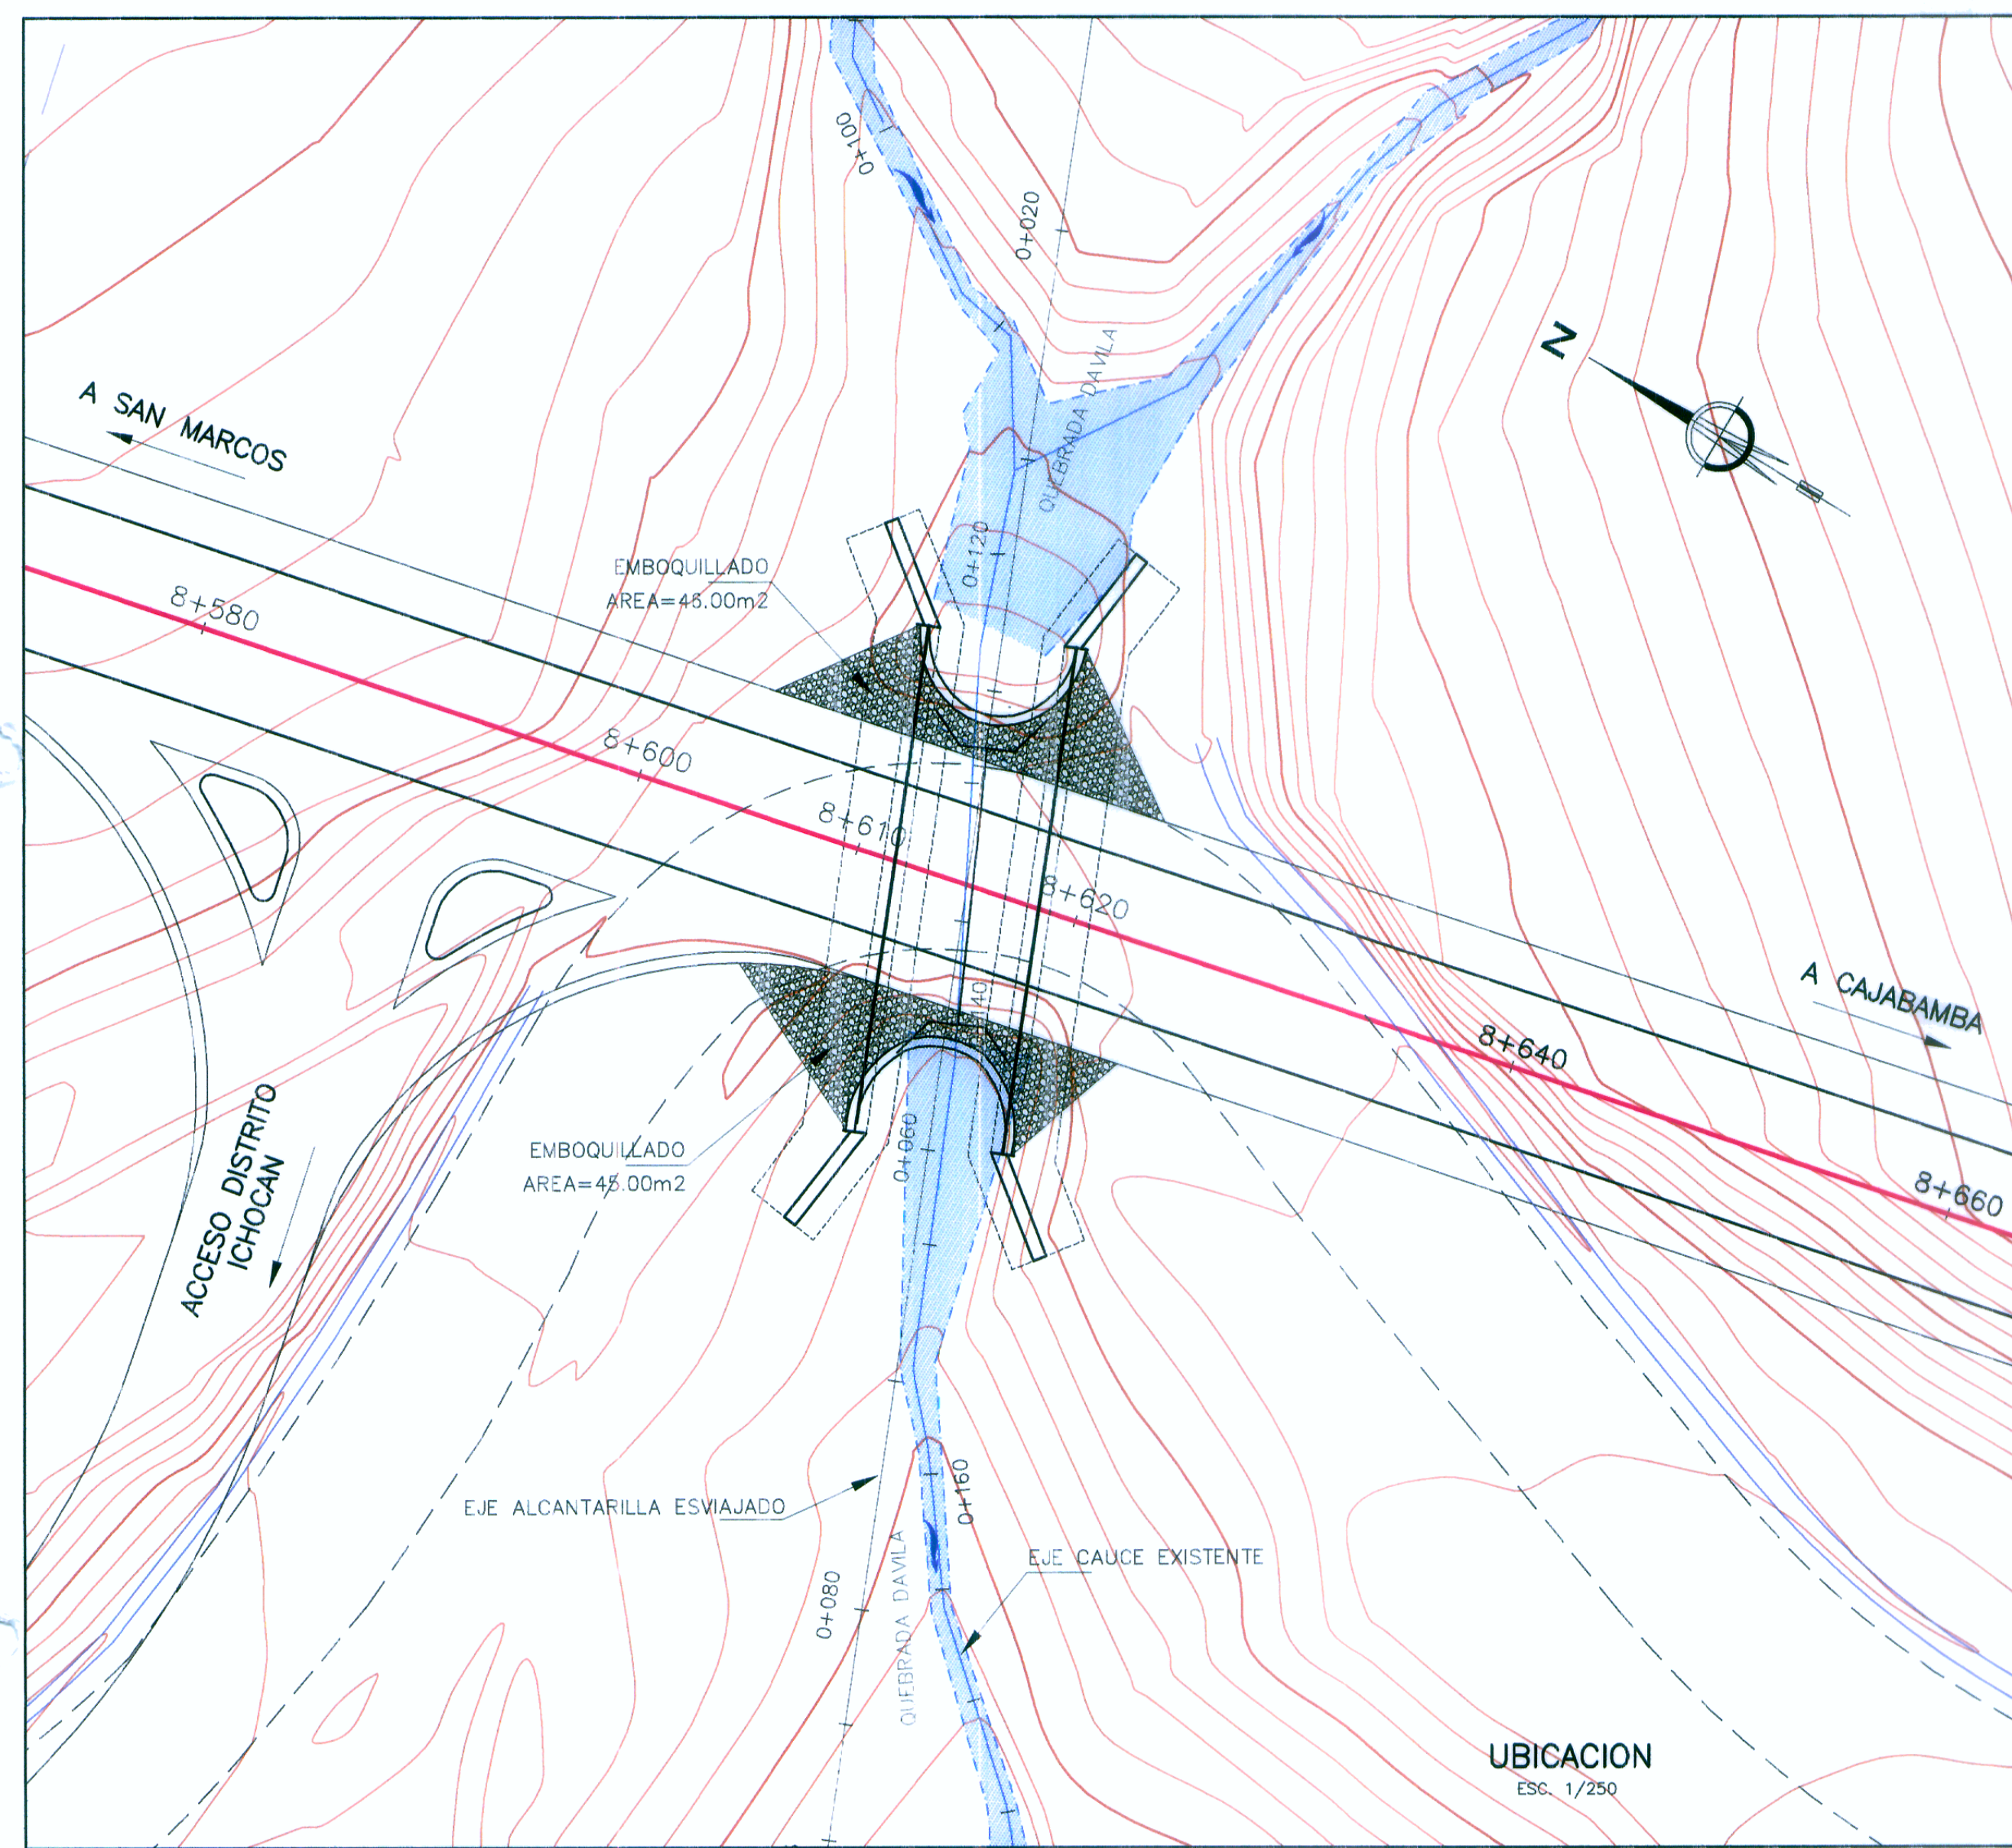 0+100
0+020
N
QUEBRADA DAVILA
A SAN MARCOS
0+120
EMBOQUILLADO
AREA=46.00m2
8+580
8+600
8+610
8+620
A CAJABAMBA
8+640
8+660
0+060
EMBOQUILLADO
AREA=45.00m2
ACCESO DISTRITO
ICHOCAN
0+160
EJE ALCANTARILLA ESVIAJADO
EJE CAUCE EXISTENTE
0+080
QUEBRADA DAVILA
UBICACION
ESC. 1/250